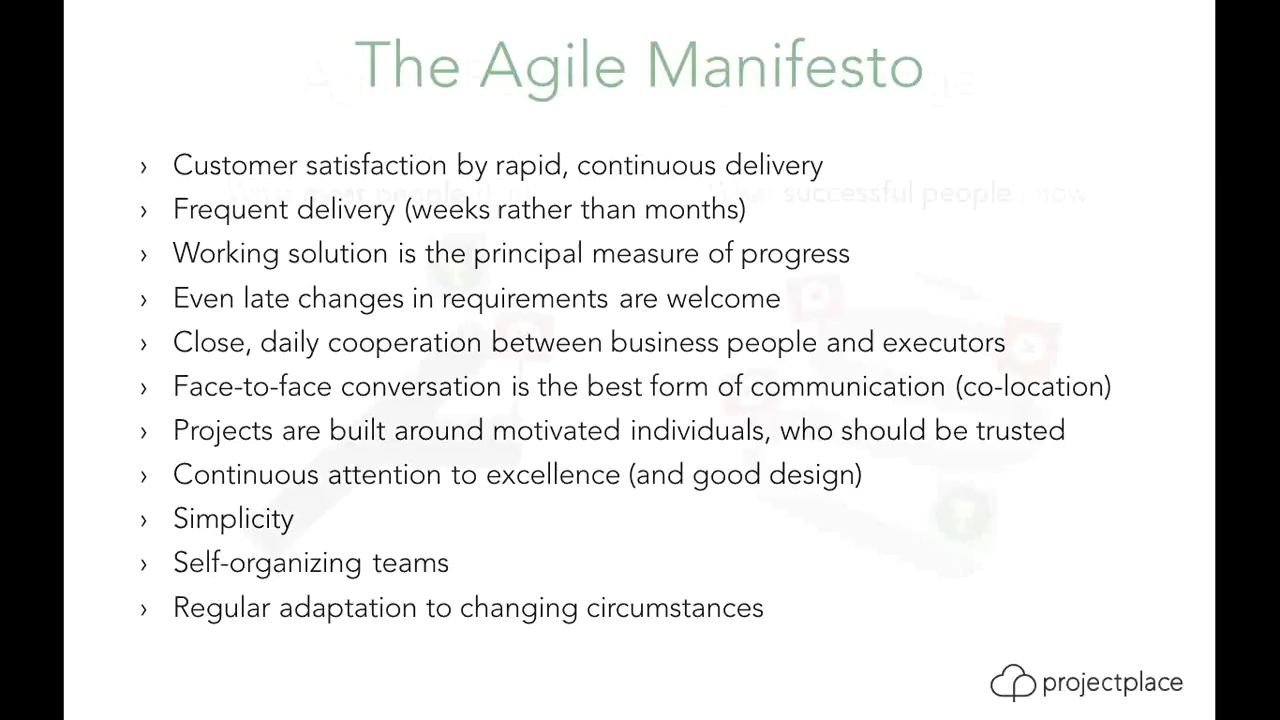 The Agile Manifesto
› Customer satisfaction by rapid, continuous delivery
› Frequent delivery (weeks rather than months)
› Working solution is the principal measure of progress
› Even late changes in requirements are welcome
› Close, daily cooperation between business people and executors
› Face-to-face conversation is the best form of communication (co-location)
› Projects are built around motivated individuals, who should be trusted
› Continuous attention to excellence (and good design)
› Simplicity
› Self-organizing teams
› Regular adaptation to changing circumstances
projectplace